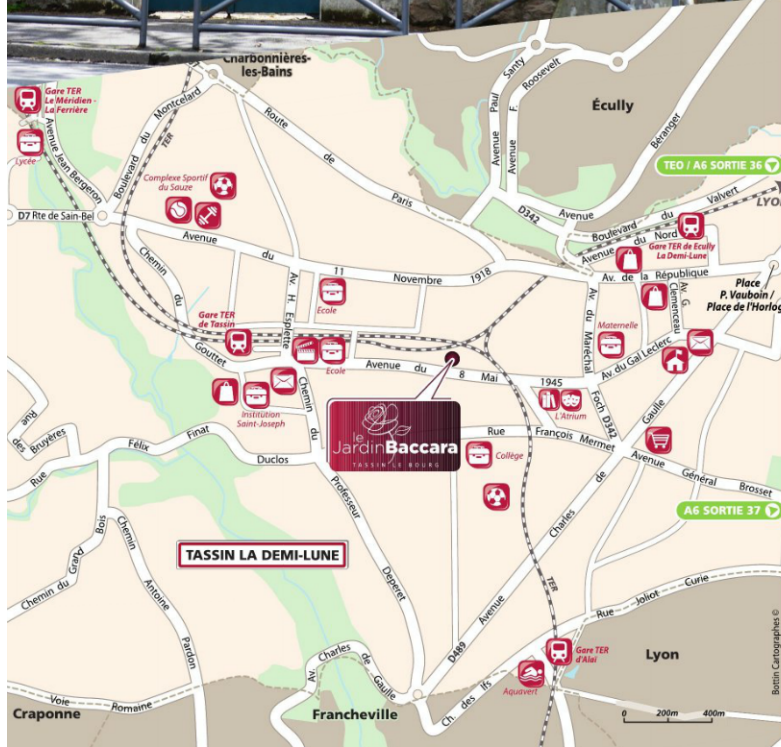 Charbonnières-
les-Bains
Gare TER
Le Méridien -
La Ferrière
Lycée
Avenue Jean Bergeron
Boulevard du Montcelard
TER
Route de Paris
Avenue Paul Santy
Avenue F. Roosevelt
Écully
Avenue Béranger
TEO / A6 SORTIE 36
D342
Boulevard du Valvert
LYO
Complexe Sportif
du Sauze
D7 Rte de Sain-Bel
Avenue du 11 Novembre 1918
Avenue du Nord
Gare TER de Ecully
La Demi-Lune
Av. de la République
Place
P. Vauboin /
Place de l'Horlog
Chemin du Gouttet
Av. H. Esplette
Ecole
Gare TER
de Tassin
Av. du Maréchal Foch D342
Av. G. Clemenceau
Maternelle
Av. du Gal Leclerc
Ecole
Avenue du 8 Mai 1945
Institution
Saint-Joseph
L'Atrium
le
Jardin Baccara
TASSIN LE BOURG
Rue François Mermet
Avenue Général Brosset
Collège
Rue des Bruyères
Rue Félix Finat Duclos
Chemin du Professeur Deperet
A6 SORTIE 37
TASSIN LA DEMI-LUNE
Chemin du Grand Bois
Chemin Antoine Pardon
D489 Avenue Charles de Gaulle
TER
Rue Joliot Curie
Gare TER
d'Alaï
Lyon
Av. Charles de Gaulle
Ch. des Ifs
Aquavert
Voie Romaine
Craponne
Francheville
0 200m 400m
Bottin Cartographes ©